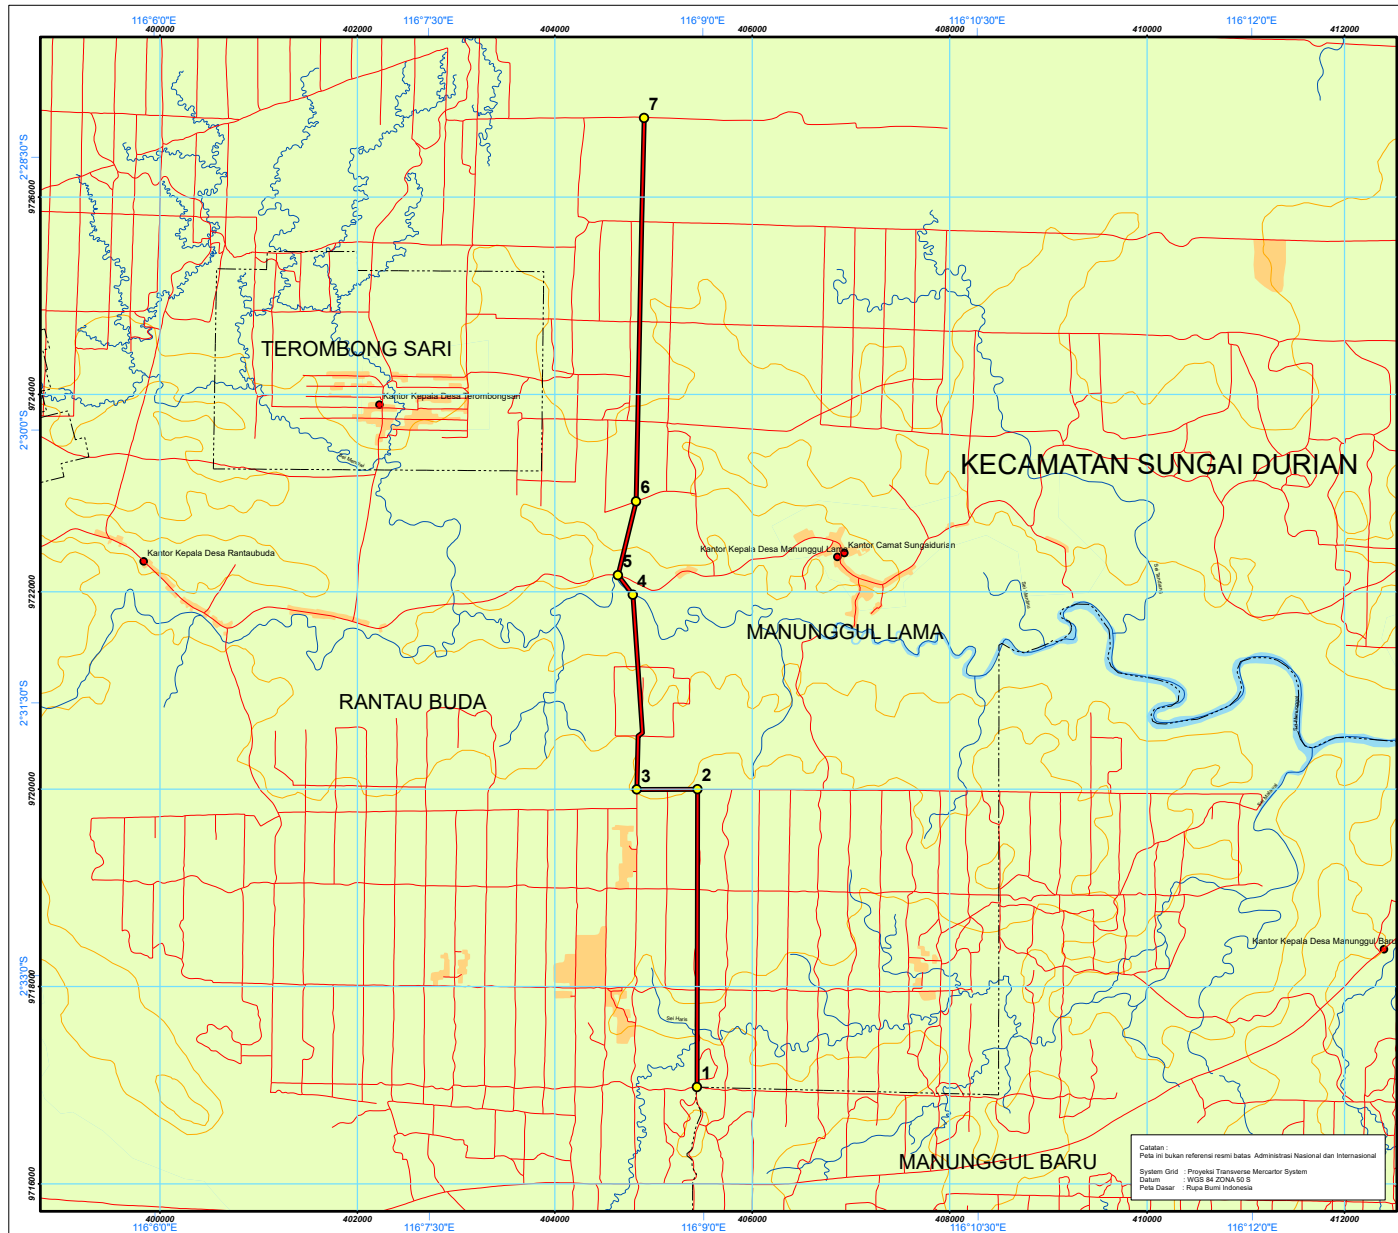 116°6'0"E
116°7'30"E
116°9'0"E
116°10'30"E
116°12'0"E
400000
402000
404000
406000
408000
410000
412000
7
2°28'30"S
9726000
TEROMBONG SARI
9724000
Kantor Kepala Desa Terombongsari
2°30'0"S
KECAMATAN SUNGAI DURIAN
6
Kantor Kepala Desa Rantaubuda
Kantor Kepala Desa Manunggul Lama
Kantor Camat Sungaidurian
5
4
9722000
MANUNGGUL LAMA
RANTAU BUDA
2°31'30"S
3
2
9720000
Kantor Kepala Desa Manunggul Baru
2°33'0"S
9718000
Sei Haris
1
MANUNGGUL BARU
9716000
Catatan :
Peta ini bukan referensi resmi batas Administrasi Nasional dan Internasional
System Grid : Proyeksi Transverse Mercartor System
Datum : WGS 84 ZONA 50 S
Peta Dasar : Rupa Bumi Indonesia
400000
402000
404000
406000
408000
410000
412000
116°6'0"E
116°7'30"E
116°9'0"E
116°10'30"E
116°12'0"E